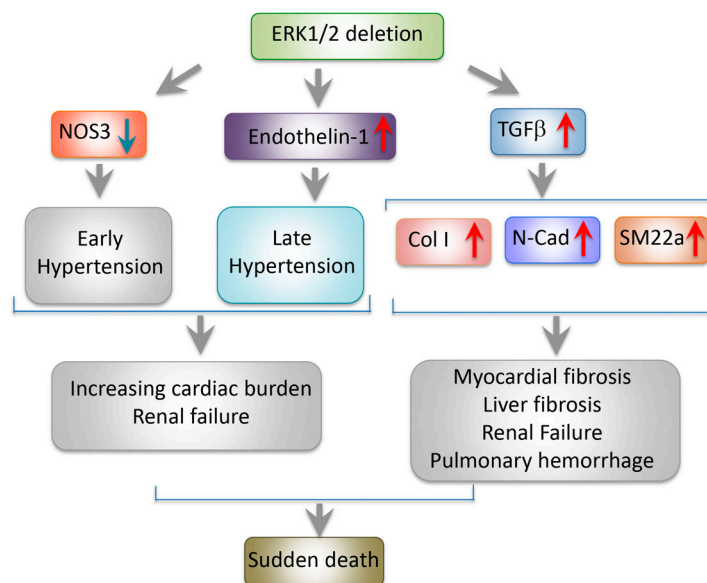 ERK1/2 deletion
NOS3
Endothelin-1
TGFβ
Early
Hypertension
Late
Hypertension
Col I
N-Cad
SM22a
Increasing cardiac burden
Renal failure
Myocardial fibrosis
Liver fibrosis
Renal Failure
Pulmonary hemorrhage
Sudden death